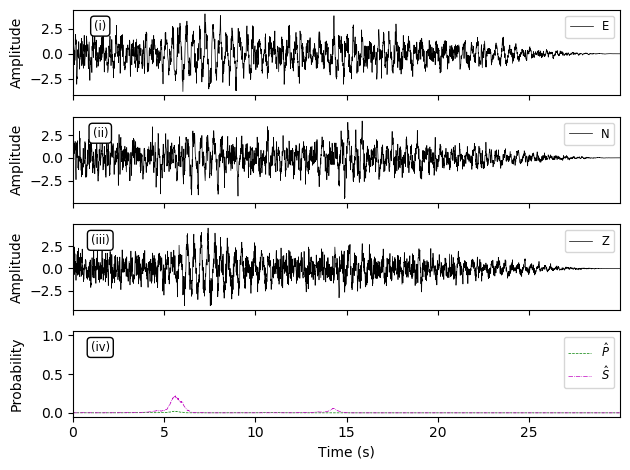 Amplitude
2.5
0.0
−2.5
(i)
E
Amplitude
2.5
0.0
−2.5
(ii)
N
Amplitude
2.5
0.0
−2.5
(iii)
Z
Probability
1.0
0.5
0.0
(iv)
P̂
Ŝ
0 5 10 15 20 25
Time (s)